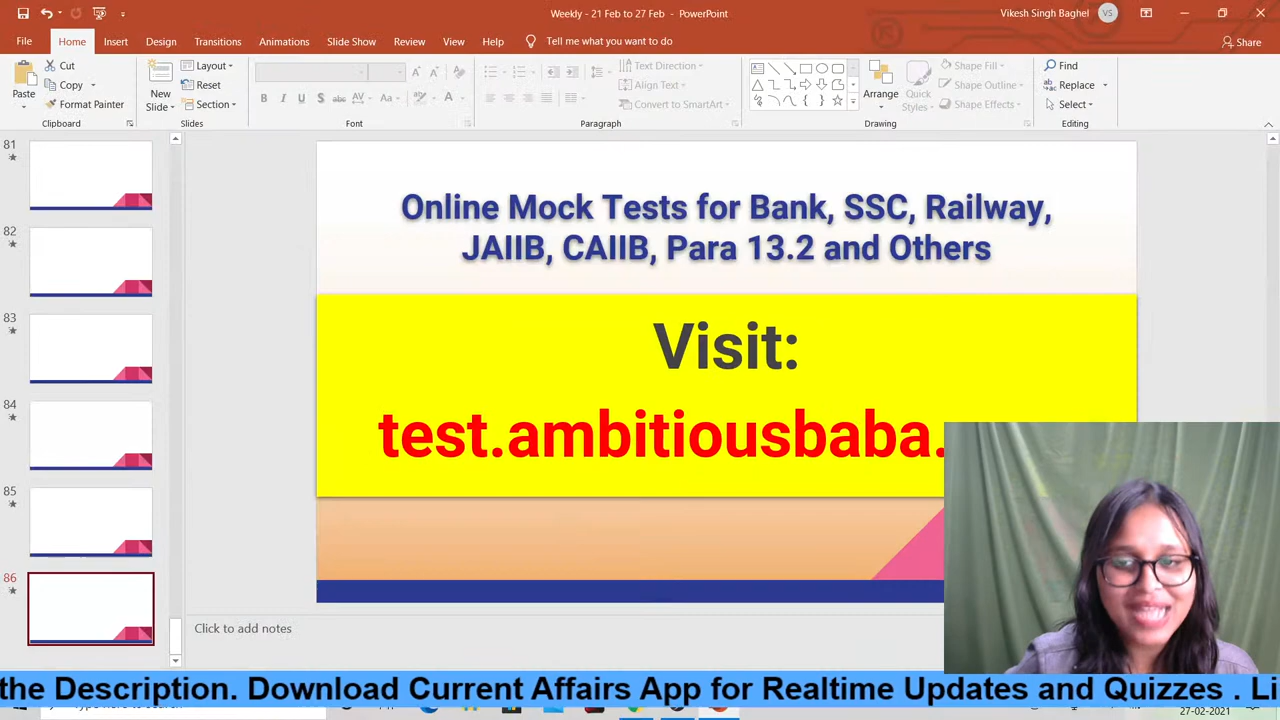 Weekly - 21 Feb to 27 Feb - PowerPoint
Vikesh Singh Baghel
VS
File
Home
Insert
Design
Transitions
Animations
Slide Show
Review
View
Help
Tell me what you want to do
Share
Paste
Cut
Copy
Format Painter
Clipboard
New
Slide
Layout
Reset
Section
Slides
B I U S abc AV Aa A
Font
Text Direction
Align Text
Convert to SmartArt
Paragraph
Arrange
Quick
Styles
Shape Fill
Shape Outline
Shape Effects
Drawing
Find
Replace
Select
Editing
81
82
83
84
85
86
Online Mock Tests for Bank, SSC, Railway,
JAIIB, CAIIB, Para 13.2 and Others
Visit:
test.ambitiousbaba.
Click to add notes
the Description. Download Current Affairs App for Realtime Updates and Quizzes . Li
27-02-2021